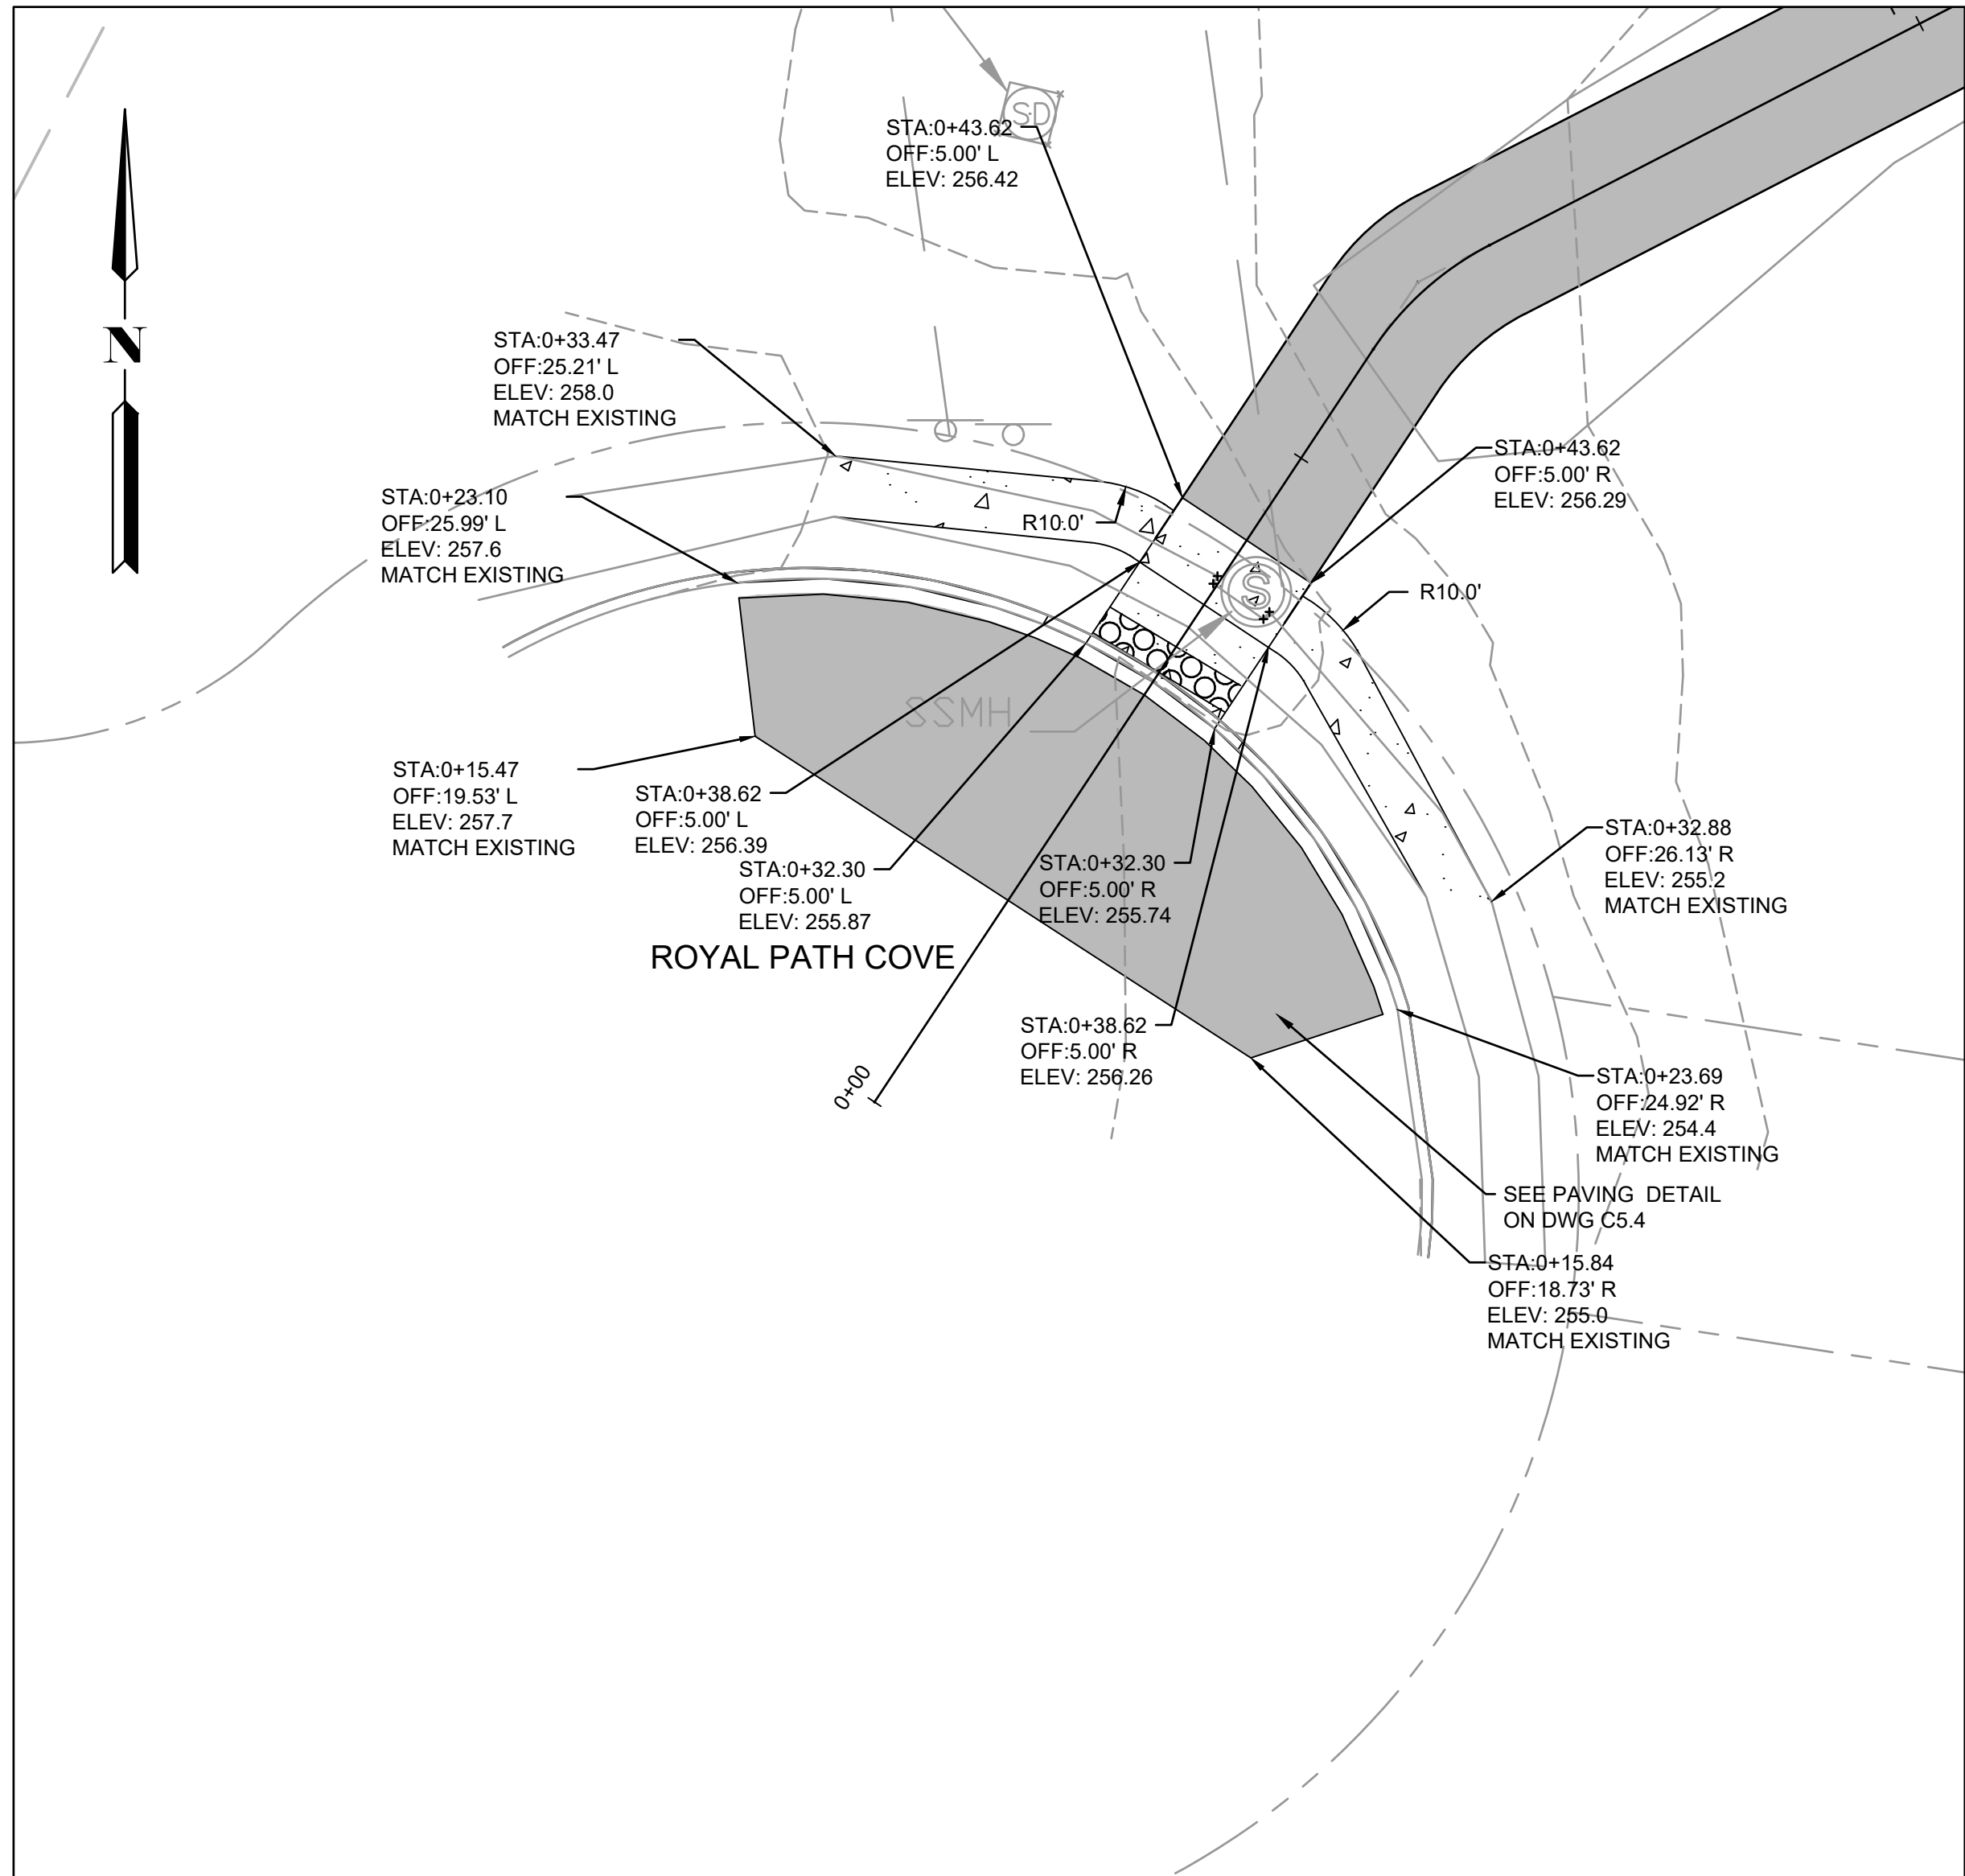 SD
STA:0+43.62
OFF:5.00' L
ELEV: 256.42
N
STA:0+33.47
OFF:25.21' L
ELEV: 258.0
MATCH EXISTING
STA:0+43.62
OFF:5.00' R
ELEV: 256.29
STA:0+23.10
OFF:25.99' L
ELEV: 257.6
MATCH EXISTING
R10.0'
S
R10.0'
SSMH
STA:0+15.47
OFF:19.53' L
ELEV: 257.7
MATCH EXISTING
STA:0+38.62
OFF:5.00' L
ELEV: 256.39
STA:0+32.30
OFF:5.00' L
ELEV: 255.87
STA:0+32.30
OFF:5.00' R
ELEV: 255.74
STA:0+32.88
OFF:26.13' R
ELEV: 255.2
MATCH EXISTING
ROYAL PATH COVE
STA:0+38.62
OFF:5.00' R
ELEV: 256.26
0+00
STA:0+23.69
OFF:24.92' R
ELEV: 254.4
MATCH EXISTING
SEE PAVING DETAIL
ON DWG C5.4
STA:0+15.84
OFF:18.73' R
ELEV: 255.0
MATCH EXISTING